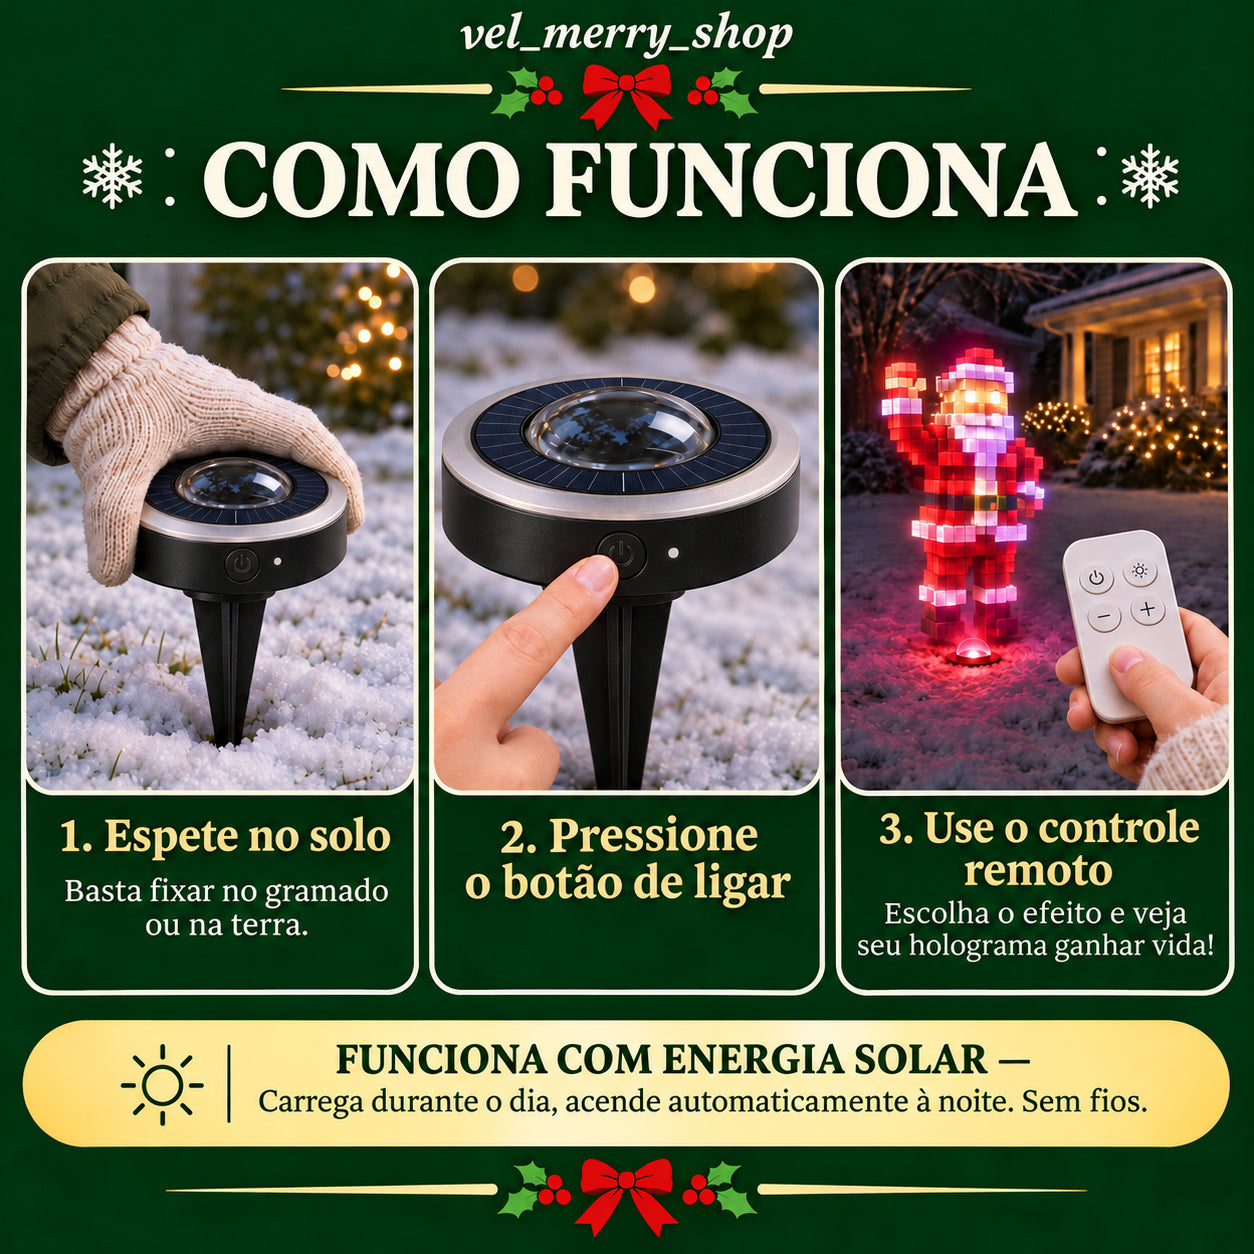 vel_merry_shop
COMO FUNCIONA
1. Espete no solo
Basta fixar no gramado
ou na terra.
2. Pressione
o botão de ligar
3. Use o controle
remoto
Escolha o efeito e veja
seu holograma ganhar vida!
FUNCIONA COM ENERGIA SOLAR —
Carrega durante o dia, acende automaticamente à noite. Sem fios.